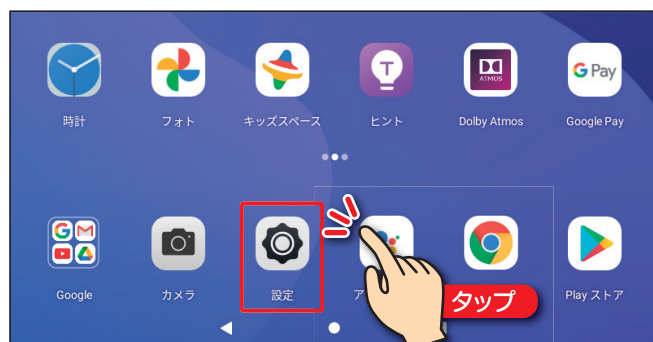 時計
フォト
キッズスペース
T
ヒント
ATMOS
Dolby Atmos
G Pay
Google Pay
G M
Google
カメラ
設定
ア
タップ
Play ストア